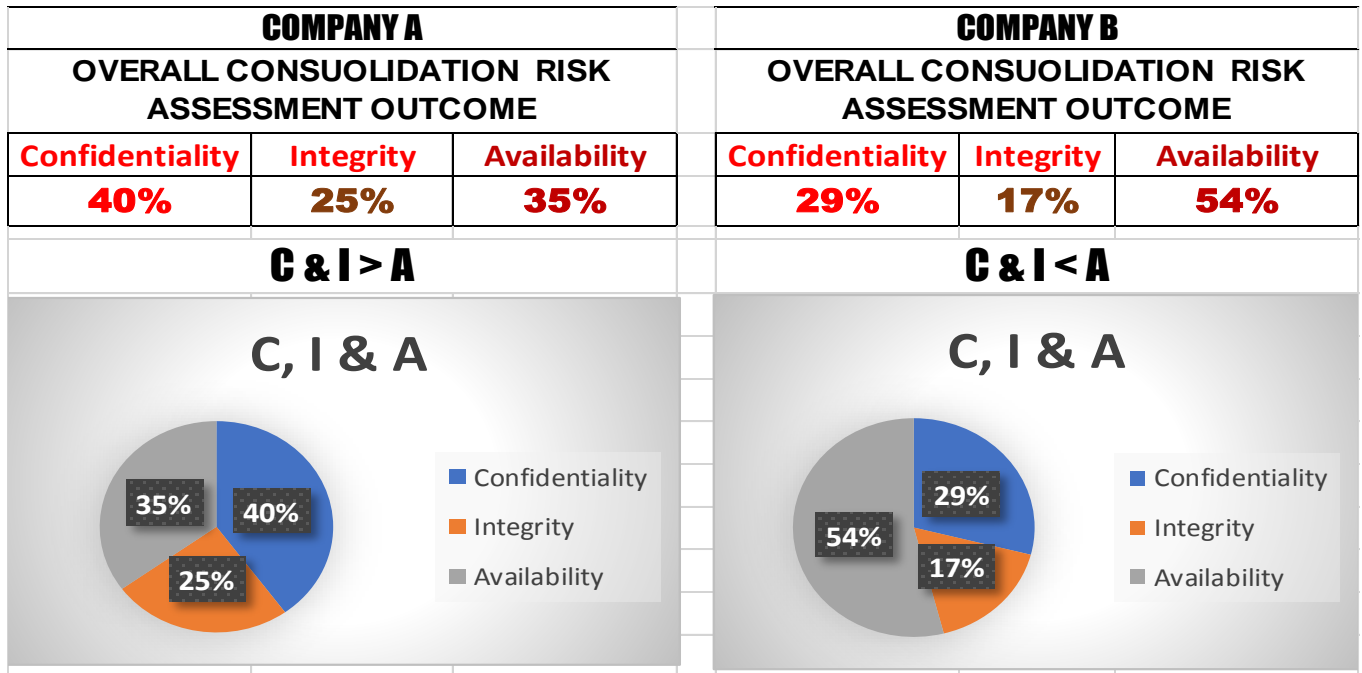 COMPANY A
OVERALL CONSUOLIDATION RISK
ASSESSMENT OUTCOME
Confidentiality Integrity Availability
40% 25% 35%
C & I > A
C, I & A
35%
40%
25%
Confidentiality
Integrity
Availability
COMPANY B
OVERALL CONSUOLIDATION RISK
ASSESSMENT OUTCOME
Confidentiality Integrity Availability
29% 17% 54%
C & I < A
C, I & A
29%
54%
17%
Confidentiality
Integrity
Availability